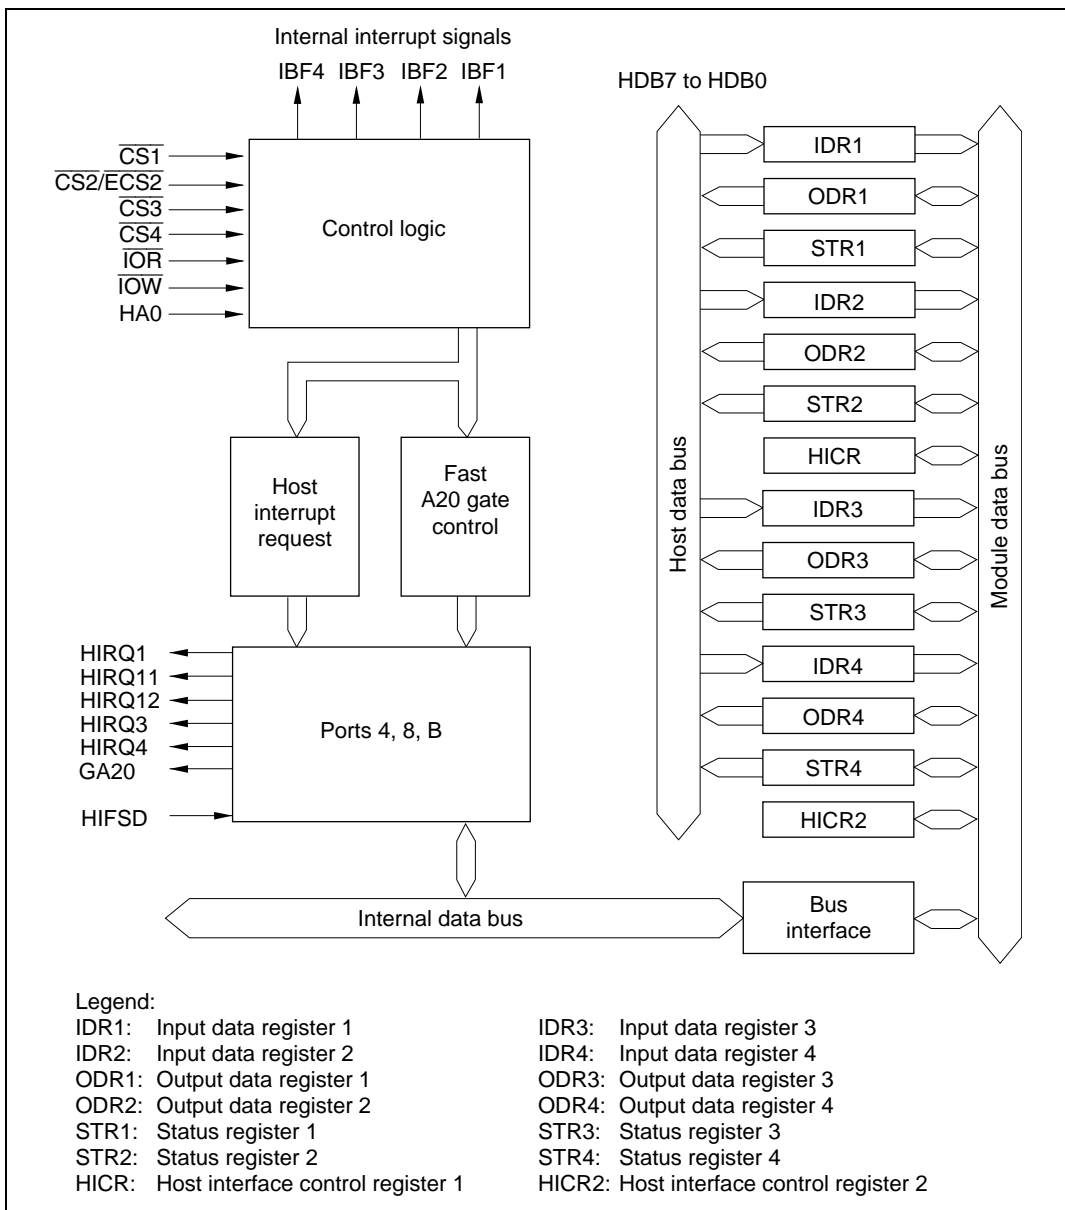 Internal interrupt signals
IBF4 IBF3 IBF2 IBF1
CS1
CS2/ECS2
CS3
CS4
IOR
IOW
HA0
Control logic
Host
interrupt
request
Fast
A20 gate
control
HIRQ1
HIRQ11
HIRQ12
HIRQ3
HIRQ4
GA20
HIFSD
Ports 4, 8, B
Internal data bus
HDB7 to HDB0
Host data bus
IDR1
ODR1
STR1
IDR2
ODR2
STR2
HICR
IDR3
ODR3
STR3
IDR4
ODR4
STR4
HICR2
Module data bus
Bus
interface
Legend:
IDR1: Input data register 1
IDR2: Input data register 2
ODR1: Output data register 1
ODR2: Output data register 2
STR1: Status register 1
STR2: Status register 2
HICR: Host interface control register 1
IDR3: Input data register 3
IDR4: Input data register 4
ODR3: Output data register 3
ODR4: Output data register 4
STR3: Status register 3
STR4: Status register 4
HICR2: Host interface control register 2